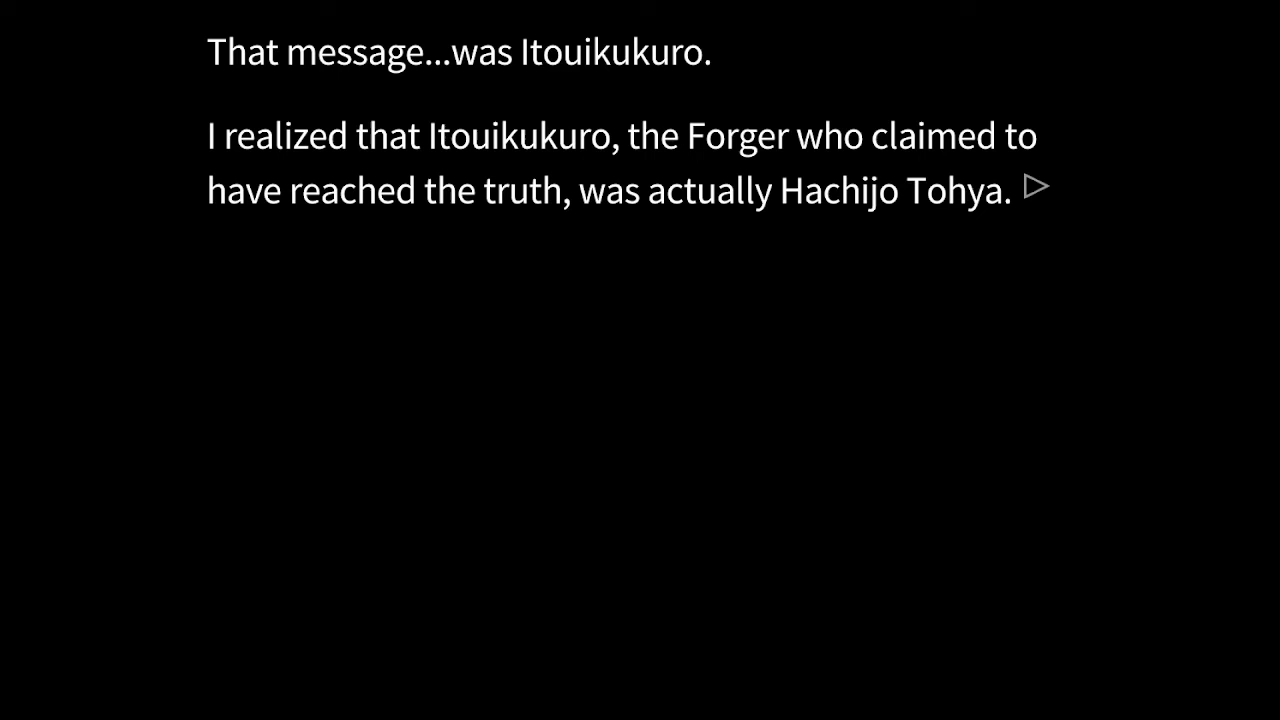 That message...was Itouikukuro.
I realized that Itouikukuro, the Forger who claimed to
have reached the truth, was actually Hachijo Tohya.